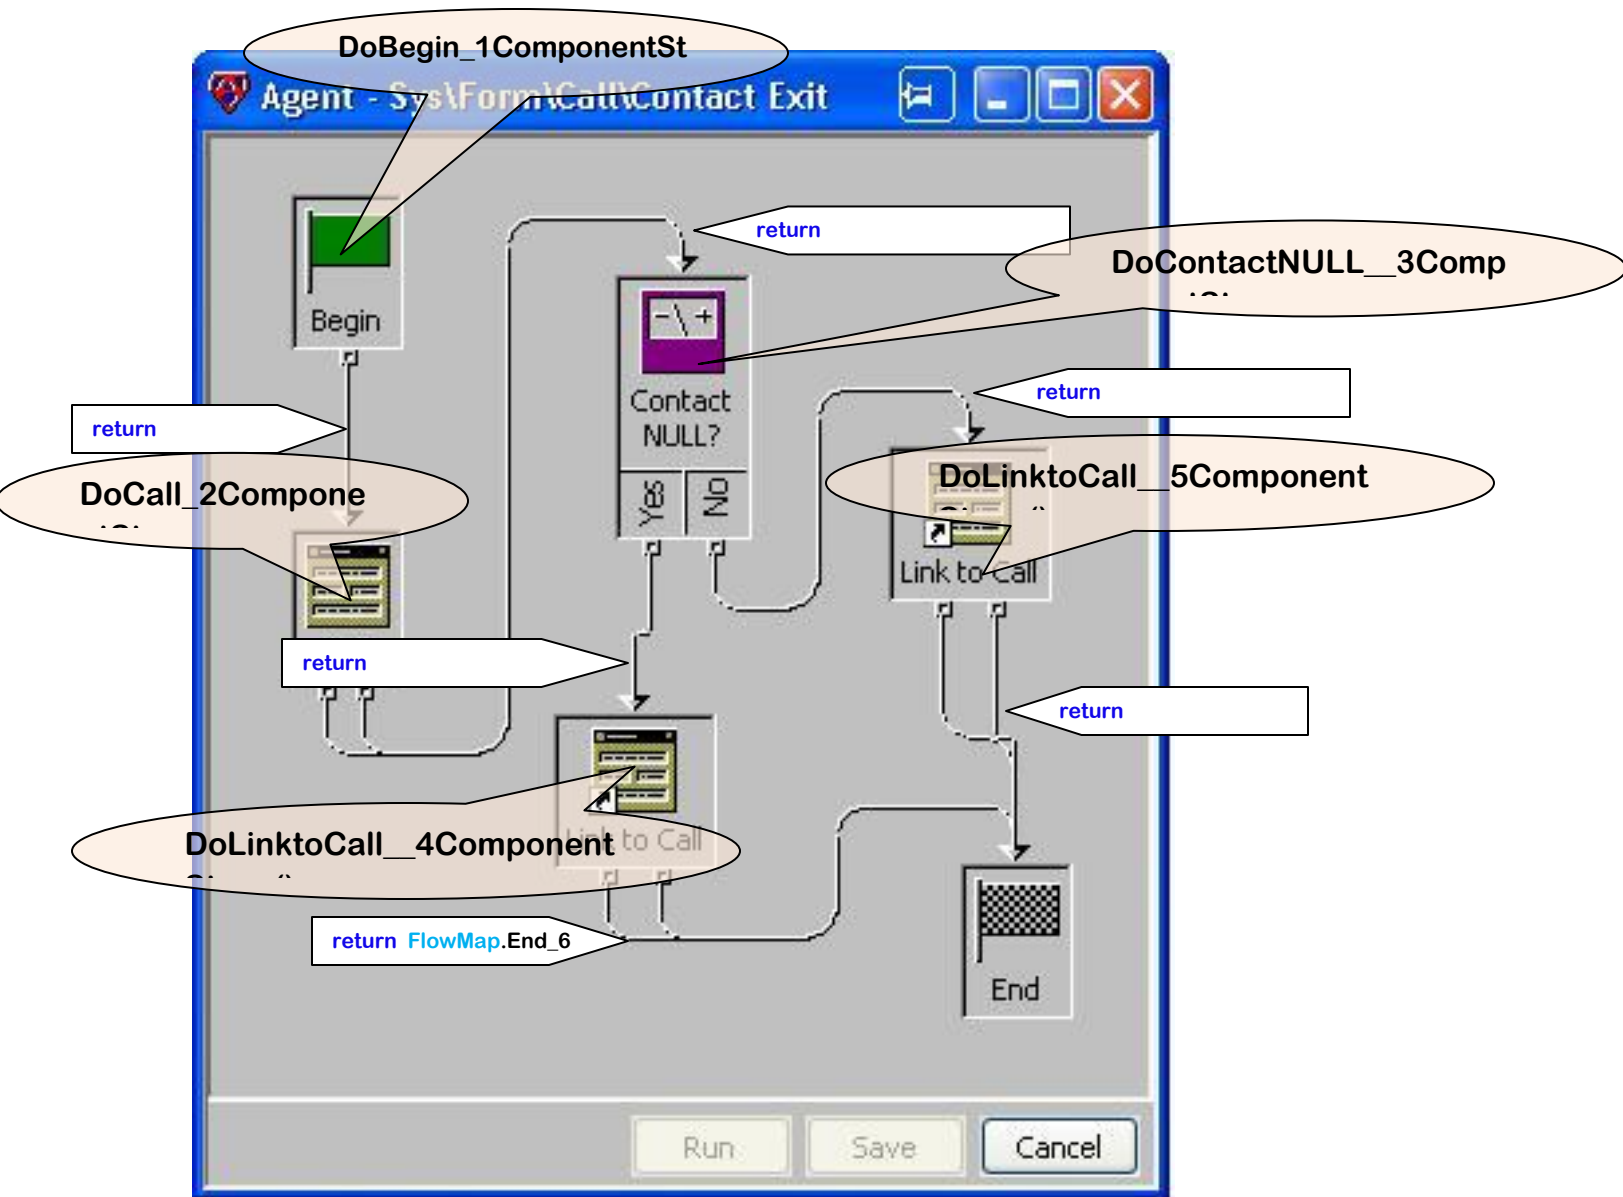 DoBegin_1ComponentSt
Agent - Sys\Form\Call\Contact Exit
return
DoContactNULL__3Comp
Begin
return
Contact
NULL?
return
Yes
No
DoLinktoCall__5Component
DoCall_2Compone
Link to Call
return
return
DoLinktoCall__4Component
Link to Call
return FlowMap.End_6
End
Run
Save
Cancel